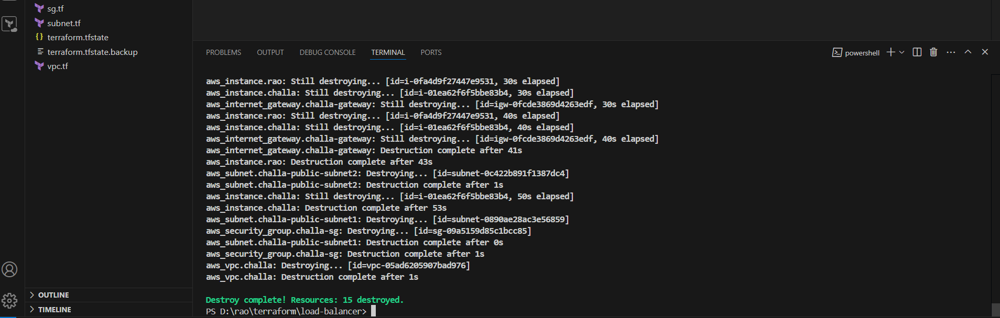 sg.tf
subnet.tf
terraform.tfstate
terraform.tfstate.backup
vpc.tf
OUTLINE
TIMELINE
PROBLEMS OUTPUT DEBUG CONSOLE TERMINAL PORTS
powershell
aws_instance.rao: Still destroying... [id=i-0fa4d9f27447e9531, 30s elapsed]
aws_instance.challa: Still destroying... [id=i-01ea62f6f5bbe83b4, 30s elapsed]
aws_internet_gateway.challa-gateway: Still destroying... [id=igw-0fcde3869d4263edf, 30s elapsed]
aws_instance.rao: Still destroying... [id=i-0fa4d9f27447e9531, 40s elapsed]
aws_instance.challa: Still destroying... [id=i-01ea62f6f5bbe83b4, 40s elapsed]
aws_internet_gateway.challa-gateway: Still destroying... [id=igw-0fcde3869d4263edf, 40s elapsed]
aws_internet_gateway.challa-gateway: Destruction complete after 41s
aws_instance.rao: Destruction complete after 43s
aws_subnet.challa-public-subnet2: Destroying... [id=subnet-0c422b891f1387dc4]
aws_subnet.challa-public-subnet2: Destruction complete after 1s
aws_instance.challa: Still destroying... [id=i-01ea62f6f5bbe83b4, 50s elapsed]
aws_instance.challa: Destruction complete after 53s
aws_subnet.challa-public-subnet1: Destroying... [id=subnet-0890ae28ac3e56859]
aws_security_group.challa-sg: Destroying... [id=sg-09a5159d85c1bcc85]
aws_subnet.challa-public-subnet1: Destruction complete after 0s
aws_security_group.challa-sg: Destruction complete after 1s
aws_vpc.challa: Destroying... [id=vpc-05ad6205907bad976]
aws_vpc.challa: Destruction complete after 1s
Destroy complete! Resources: 15 destroyed.
PS D:\rao\terraform\load-balancer>